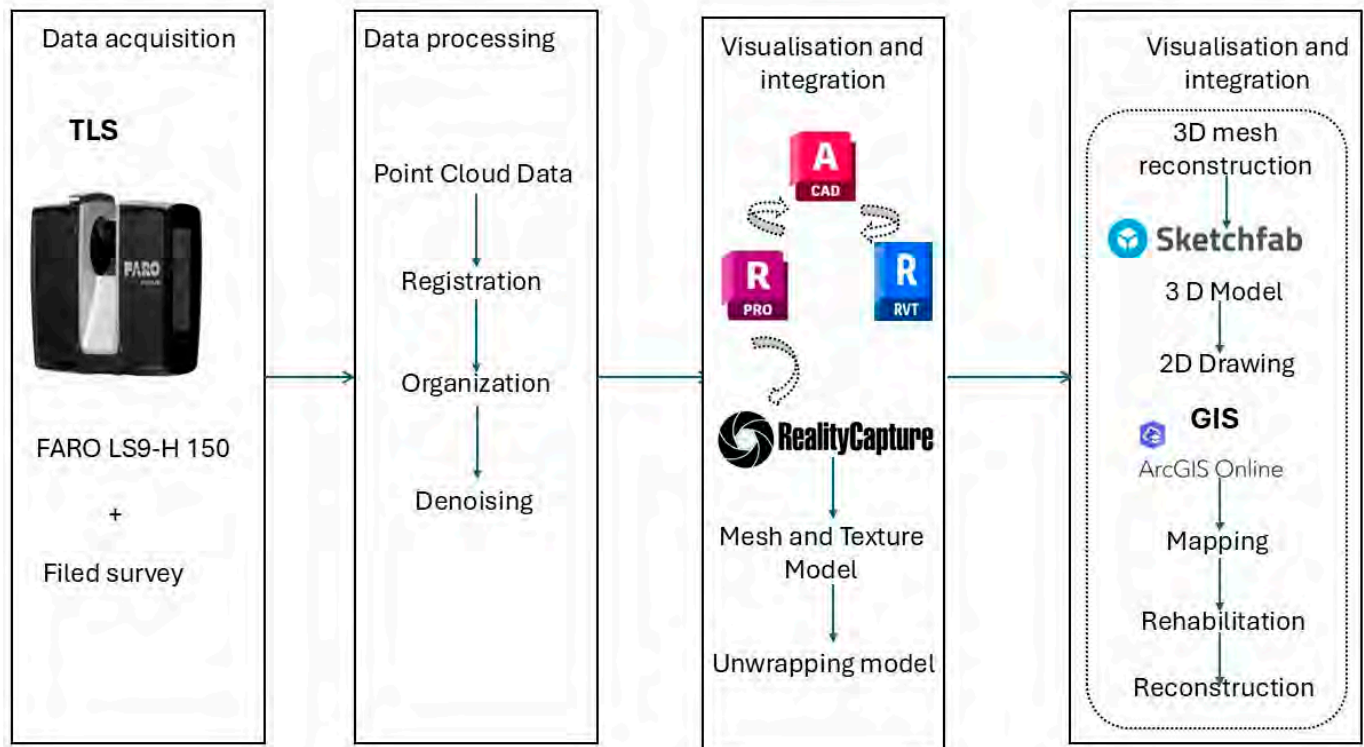 Data acquisition
TLS
FARO
FARO LS9-H 150
+
Filed survey
Data processing
Point Cloud Data
Registration
Organization
Denoising
Visualisation and
integration
A
CAD
R
PRO
R
RVT
RealityCapture
Mesh and Texture
Model
Unwrapping model
Visualisation and
integration
3D mesh
reconstruction
Sketchfab
3 D Model
2D Drawing
GIS
ArcGIS Online
Mapping
Rehabilitation
Reconstruction